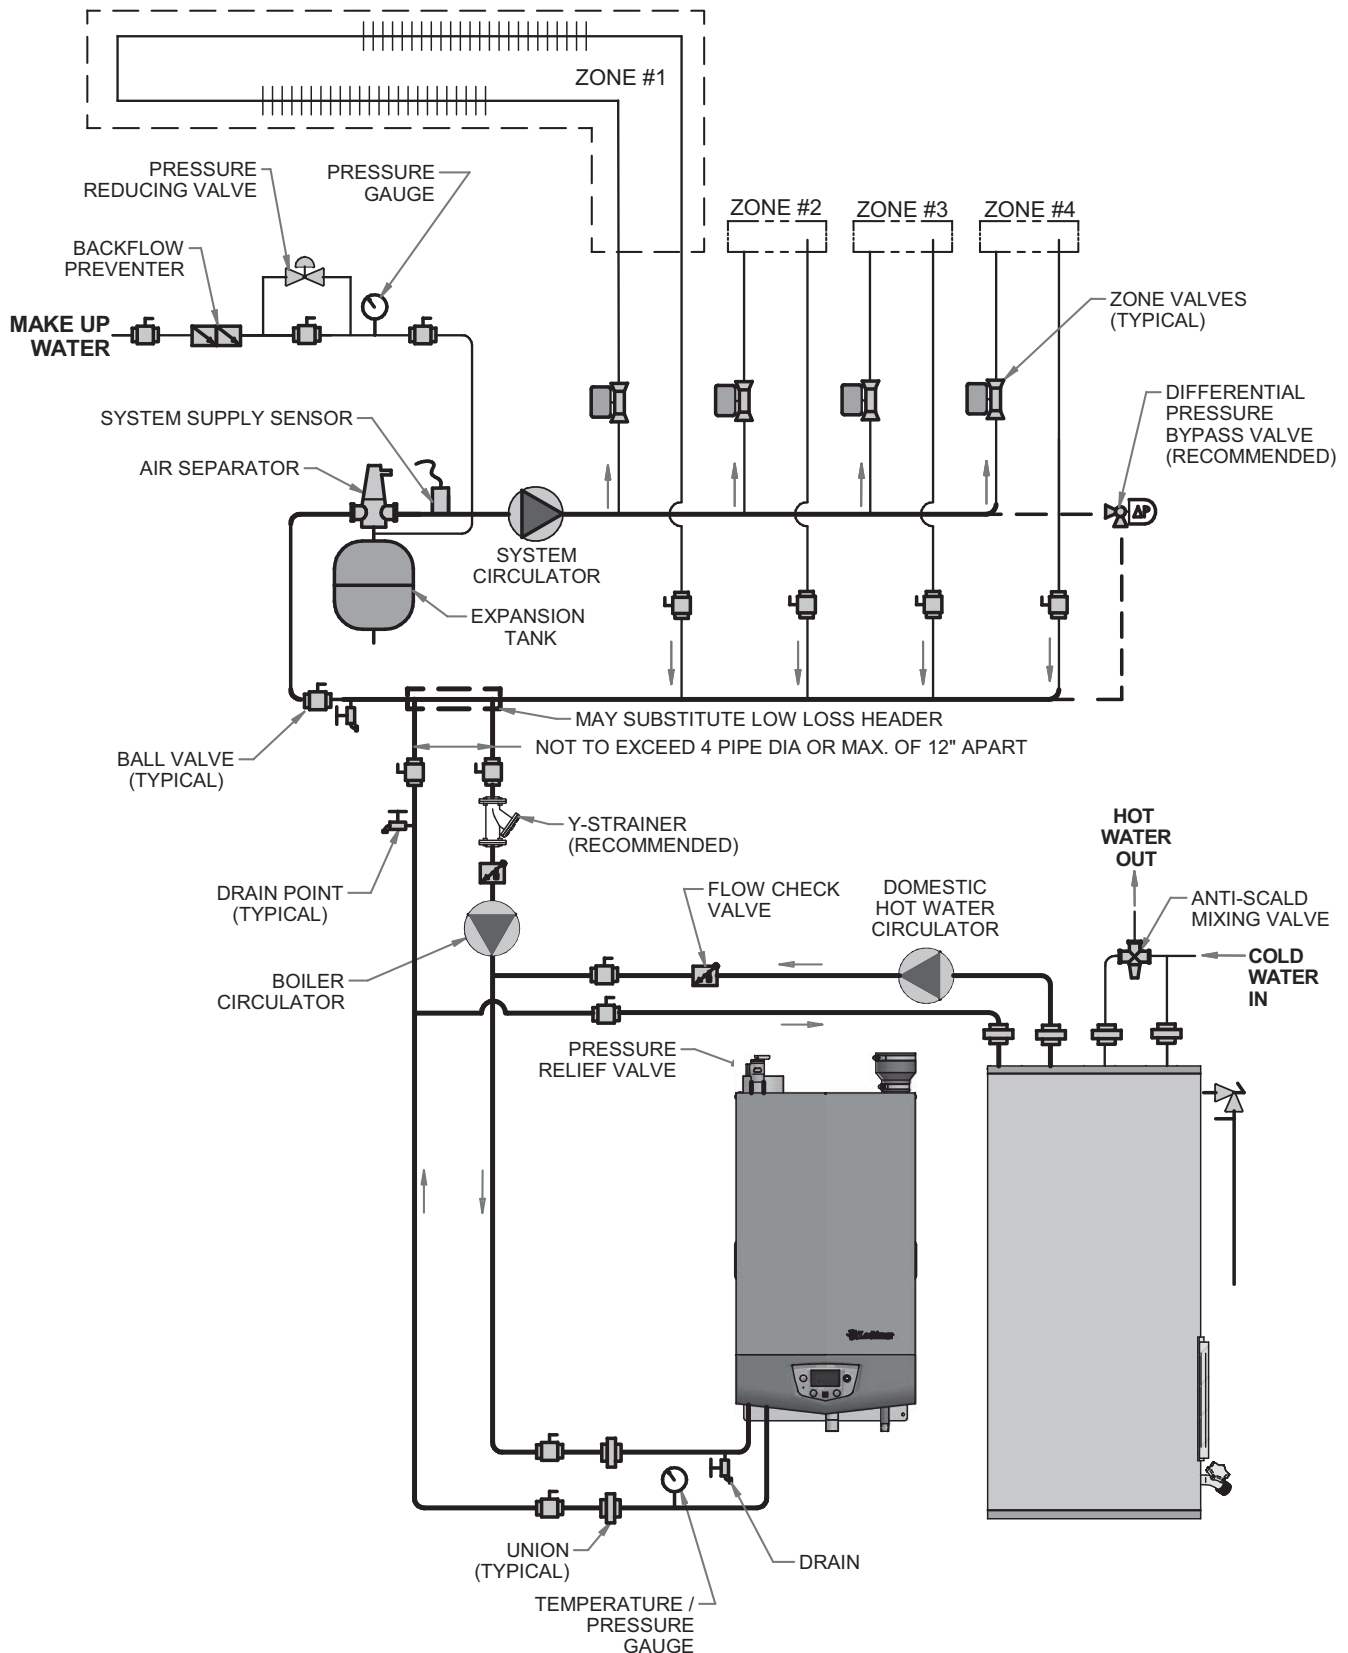 ZONE #1
PRESSURE
REDUCING VALVE
PRESSURE
GAUGE
ZONE #2
ZONE #3
ZONE #4
BACKFLOW
PREVENTER
MAKE UP
WATER
ZONE VALVES
(TYPICAL)
SYSTEM SUPPLY SENSOR
DIFFERENTIAL
PRESSURE
BYPASS VALVE
(RECOMMENDED)
AIR SEPARATOR
ΔP
SYSTEM
CIRCULATOR
EXPANSION
TANK
MAY SUBSTITUTE LOW LOSS HEADER
NOT TO EXCEED 4 PIPE DIA OR MAX. OF 12" APART
BALL VALVE
(TYPICAL)
Y-STRAINER
(RECOMMENDED)
HOT
WATER
OUT
DRAIN POINT
(TYPICAL)
FLOW CHECK
VALVE
DOMESTIC
HOT WATER
CIRCULATOR
ANTI-SCALD
MIXING VALVE
BOILER
CIRCULATOR
COLD
WATER
IN
PRESSURE
RELIEF VALVE
UNION
(TYPICAL)
DRAIN
TEMPERATURE /
PRESSURE
GAUGE